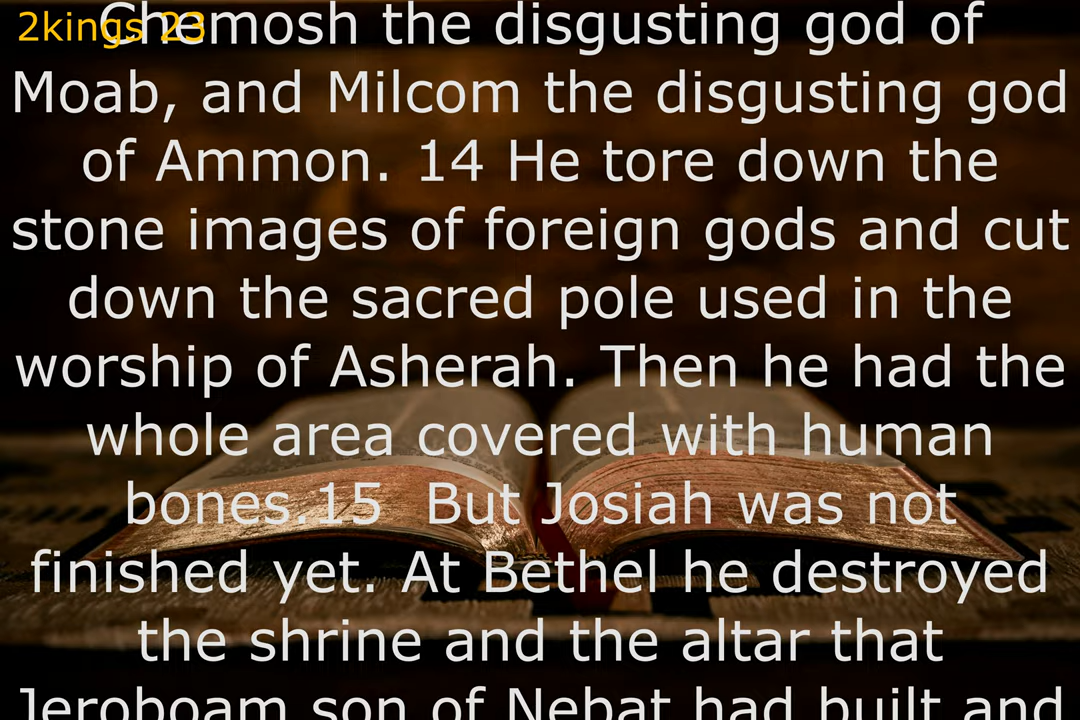 2kings 23
Chemosh the disgusting god of
Moab, and Milcom the disgusting god
of Ammon. 14 He tore down the
stone images of foreign gods and cut
down the sacred pole used in the
worship of Asherah. Then he had the
whole area covered with human
bones.15 But Josiah was not
finished yet. At Bethel he destroyed
the shrine and the altar that
Jeroboam son of Nebat had built and